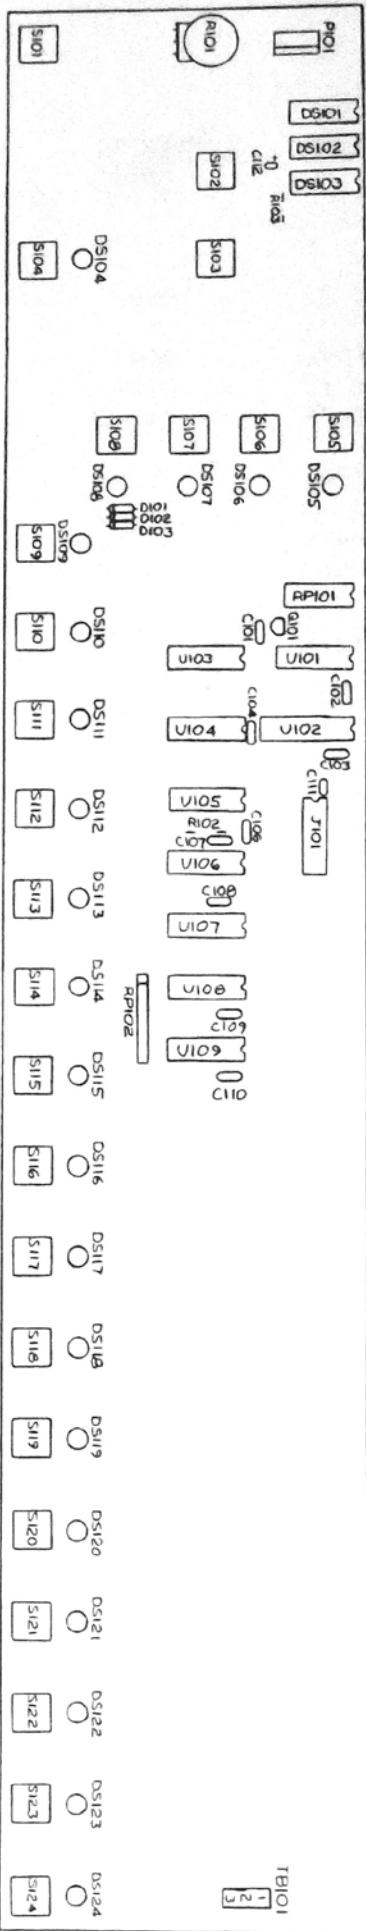 S101
R101
P101
DS101
DS102
DS103
C112
+
R103
S102
S103
S104
DS104
S105
S106
S107
S108
DS105
DS106
DS107
DS108
D101
D102
D103
S109
DS109
RP101
Q101
C101
S110
DS110
U103
U101
C102
S111
DS111
U104
C104
U102
C103
C111
J101
S112
DS112
U105
R102
C106
C107
U106
S113
DS113
C108
U107
S114
DS114
RP102
U108
C109
S115
DS115
U109
C110
S116
DS116
S117
DS117
S118
DS118
S119
DS119
S120
DS120
S121
DS121
S122
DS122
S123
DS123
S124
DS124
TB101
1
2
3